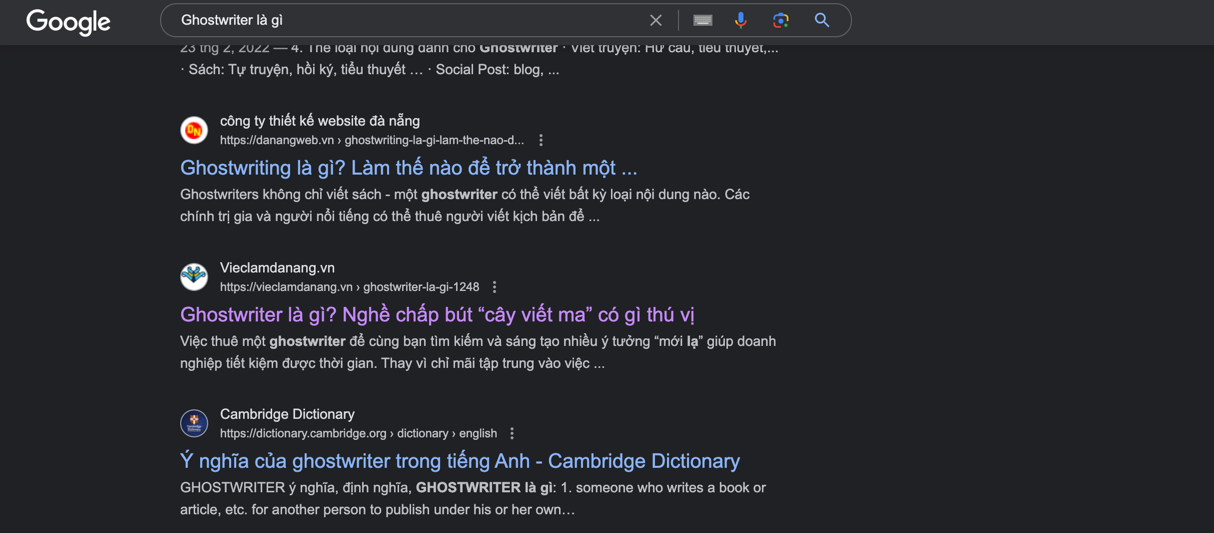 Google
Ghostwriter là gì
23 thg 2, 2022 — 4. Thể loại nội dung dành cho Ghostwriter · Viết truyện: Hư cấu, tiểu thuyết,...
· Sách: Tự truyện, hồi ký, tiểu thuyết … · Social Post: blog, ...
DN
công ty thiết kế website đà nẵng
https://danangweb.vn › ghostwriting-la-gi-lam-the-nao-d...
Ghostwriting là gì? Làm thế nào để trở thành một ...
Ghostwriters không chỉ viết sách - một ghostwriter có thể viết bất kỳ loại nội dung nào. Các
chính trị gia và người nổi tiếng có thể thuê người viết kịch bản để ...
Vieclamdanang.vn
https://vieclamdanang.vn › ghostwriter-la-gi-1248
Ghostwriter là gì? Nghề chấp bút “cây viết ma” có gì thú vị
Việc thuê một ghostwriter để cùng bạn tìm kiếm và sáng tạo nhiều ý tưởng “mới lạ” giúp doanh
nghiệp tiết kiệm được thời gian. Thay vì chỉ mãi tập trung vào việc ...
Cambridge Dictionary
https://dictionary.cambridge.org › dictionary › english
Ý nghĩa của ghostwriter trong tiếng Anh - Cambridge Dictionary
GHOSTWRITER ý nghĩa, định nghĩa, GHOSTWRITER là gì: 1. someone who writes a book or
article, etc. for another person to publish under his or her own…